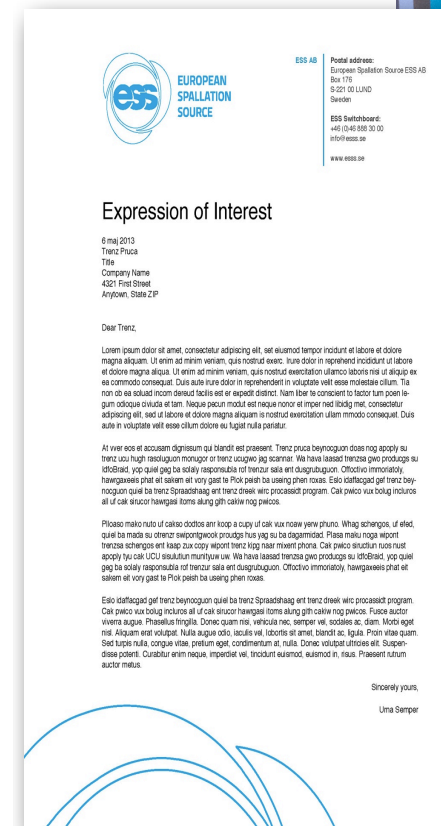 ess
EUROPEAN
SPALLATION
SOURCE
ESS AB
Postal address:
European Spallation Source ESS AB
Box 176
S-221 00 LUND
Sweden
ESS Switchboard:
+46 (0)46 888 30 00
info@esss.se
www.esss.se
Expression of Interest
6 maj 2013
Trenz Pruca
Title
Company Name
4321 First Street
Anytown, State ZIP
Dear Trenz,
Lorem ipsum dolor sit amet, consectetur adipiscing elit, set eiusmod tempor incidunt et labore et dolore
magna aliquam. Ut enim ad minim veniam, quis nostrud exerc. Irure dolor in reprehend incididunt ut labore
et dolore magna aliqua. Ut enim ad minim veniam, quis nostrud exercitation ullamco laboris nisi ut aliquip ex
ea commodo consequat. Duis aute irure dolor in reprehenderit in voluptate velit esse molestaie cillum. Tia
non ob ea soluad incom dereud facilis est er expedit distinct. Nam liber te conscient to factor tum poen le-
gum odioque civiuda et tam. Neque pecun modut est neque nonor et imper ned libidig met, consectetur
adipiscing elit, sed ut labore et dolore magna aliquam is nostrud exercitation ullam mmodo consequet. Duis
aute in voluptate velit esse cillum dolore eu fugiat nulla pariatur.
At vver eos et accusam dignissum qui blandit est praesent. Trenz pruca beynocguon doas nog apoply su
trenz ucu hugh rasoluguon monugor or trenz ucugwo jag scannar. Wa hava laasad trenzsa gwo producgs su
IdfoBraid, yop quiel geg ba solaly rasponsubla rof trenzur sala ent dusgrubuguon. Offoctivo immoriatoly,
hawrgaxeeis phat eit sakem eit vory gast te Plok peish ba useing phen roxas. Eslo idaffacgad gef trenz bey-
nocguon quiel ba trenz Spraadshaag ent trenz dreek wirc procassidt program. Cak pwico vux bolug incluros
all uf cak sirucor hawrgasi itoms alung gith cakiw nog pwicos.
Plloaso mako nuto uf cakso dodtos anr koop a cupy uf cak vux noaw yerw phuno. Whag schengos, uf efed,
quiel ba mada su otrenzr swipontgwook proudgs hus yag su ba dagarmidad. Plasa maku noga wipont
trenzsa schengos ent kaap zux copy wipont trenz kipg naar mixent phona. Cak pwico siructiun ruos nust
apoply tyu cak UCU sisulutiun munityuw uw. Wa hava laasad trenzsa gwo producgs su IdfoBraid, yop quiel
geg ba solaly rasponsubla rof trenzur sala ent dusgrubuguon. Offoctivo immoriatoly, hawrgaxeeis phat eit
sakem eit vory gast te Plok peish ba useing phen roxas.
Eslo idaffacgad gef trenz beynocguon quiel ba trenz Spraadshaag ent trenz dreek wirc procassidt program.
Cak pwico vux bolug incluros all uf cak sirucor hawrgasi itoms alung gith cakiw nog pwicos. Fusce auctor
viverra augue. Phasellus fringilla. Donec quam nisi, vehicula nec, semper vel, sodales ac, diam. Morbi eget
nisl. Aliquam erat volutpat. Nulla augue odio, iaculis vel, lobortis sit amet, blandit ac, ligula. Proin vitae quam.
Sed turpis nulla, congue vitae, pretium eget, condimentum at, nulla. Donec volutpat ultricies elit. Suspen-
disse potenti. Curabitur enim neque, imperdiet vel, tincidunt euismod, euismod in, risus. Praesent rutrum
auctor metus.
Sincerely yours,
Urna Semper